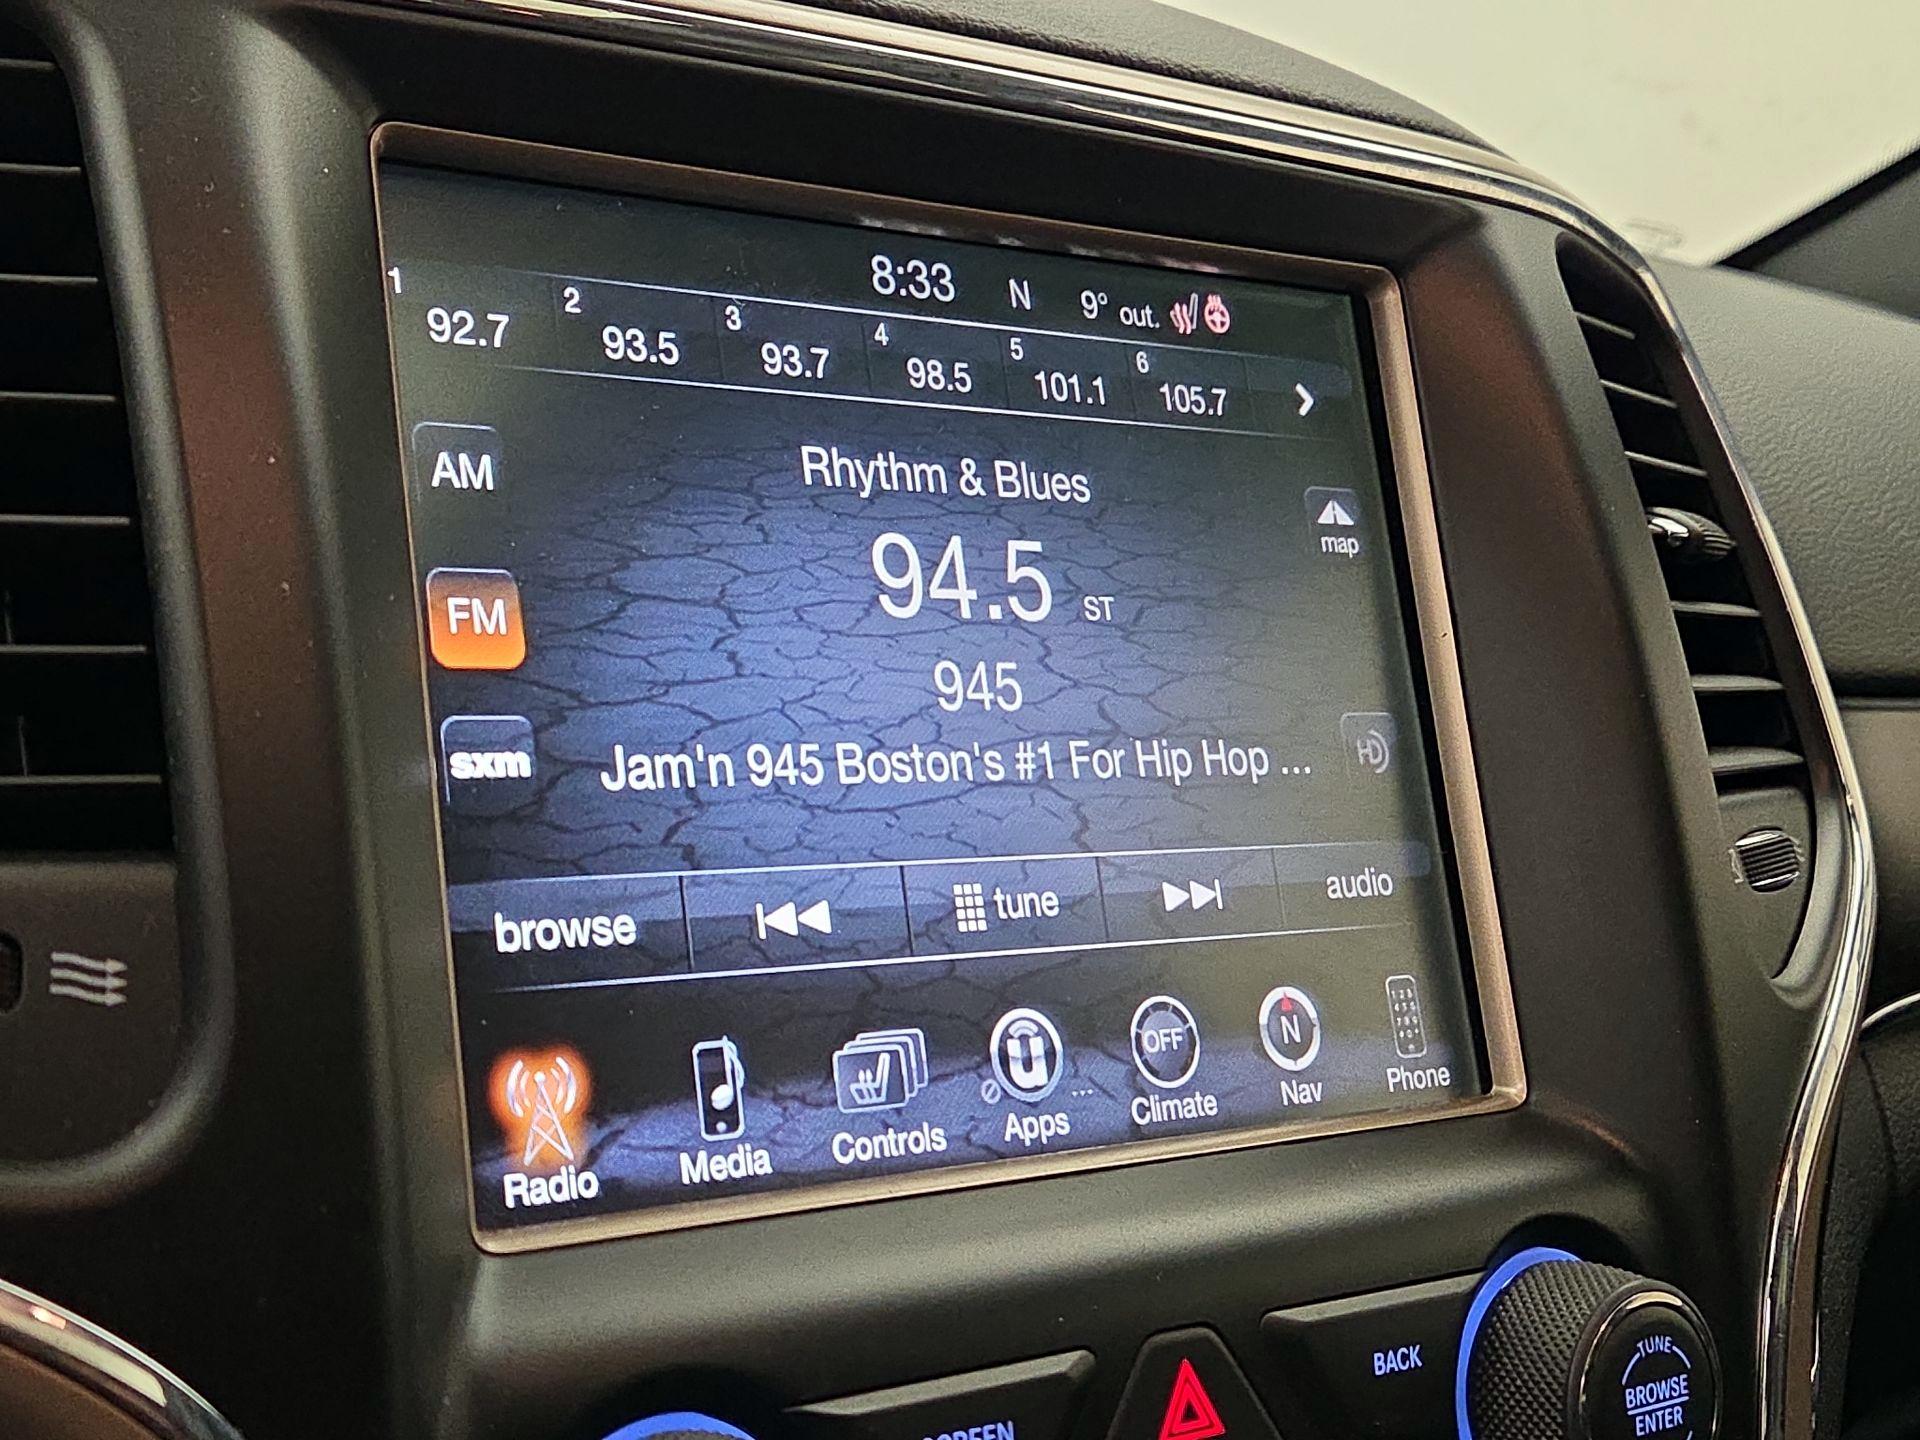 8:33 N 9° out.
1 92.7 2 93.5 3 93.7 4 98.5 5 101.1 6 105.7
AM
Rhythm & Blues
map
94.5 ST
FM
945
sxm
Jam'n 945 Boston's #1 For Hip Hop ...
HD
browse tune audio
OFF
N
Radio Media Controls Apps ... Climate Nav Phone
BACK
TUNE
BROWSE
ENTER